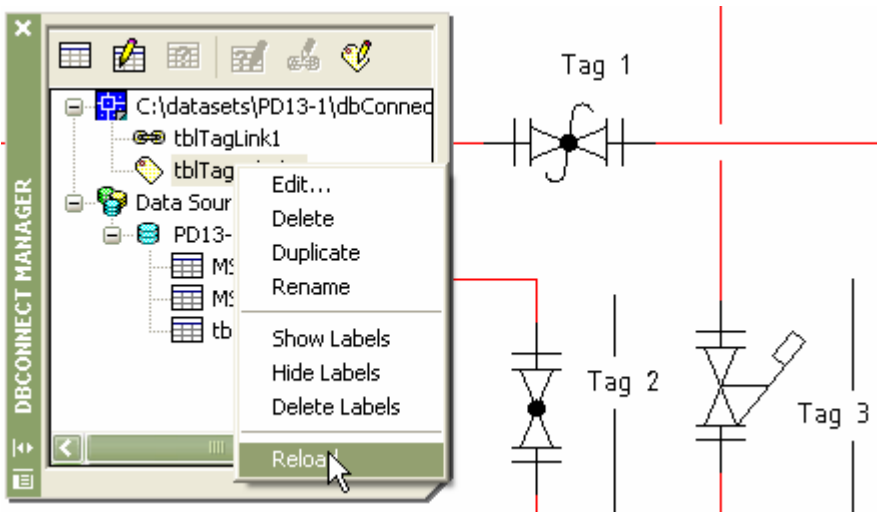 Tag 1
C:\datasets\PD13-1\dbConnec
tblTagLink1
tblTag
Edit...
Delete
Data Sour
Duplicate
PD13-
Rename
MS
MS
tb
Show Labels
Hide Labels
Delete Labels
Reload
DBCONNECT MANAGER
Tag 2
Tag 3